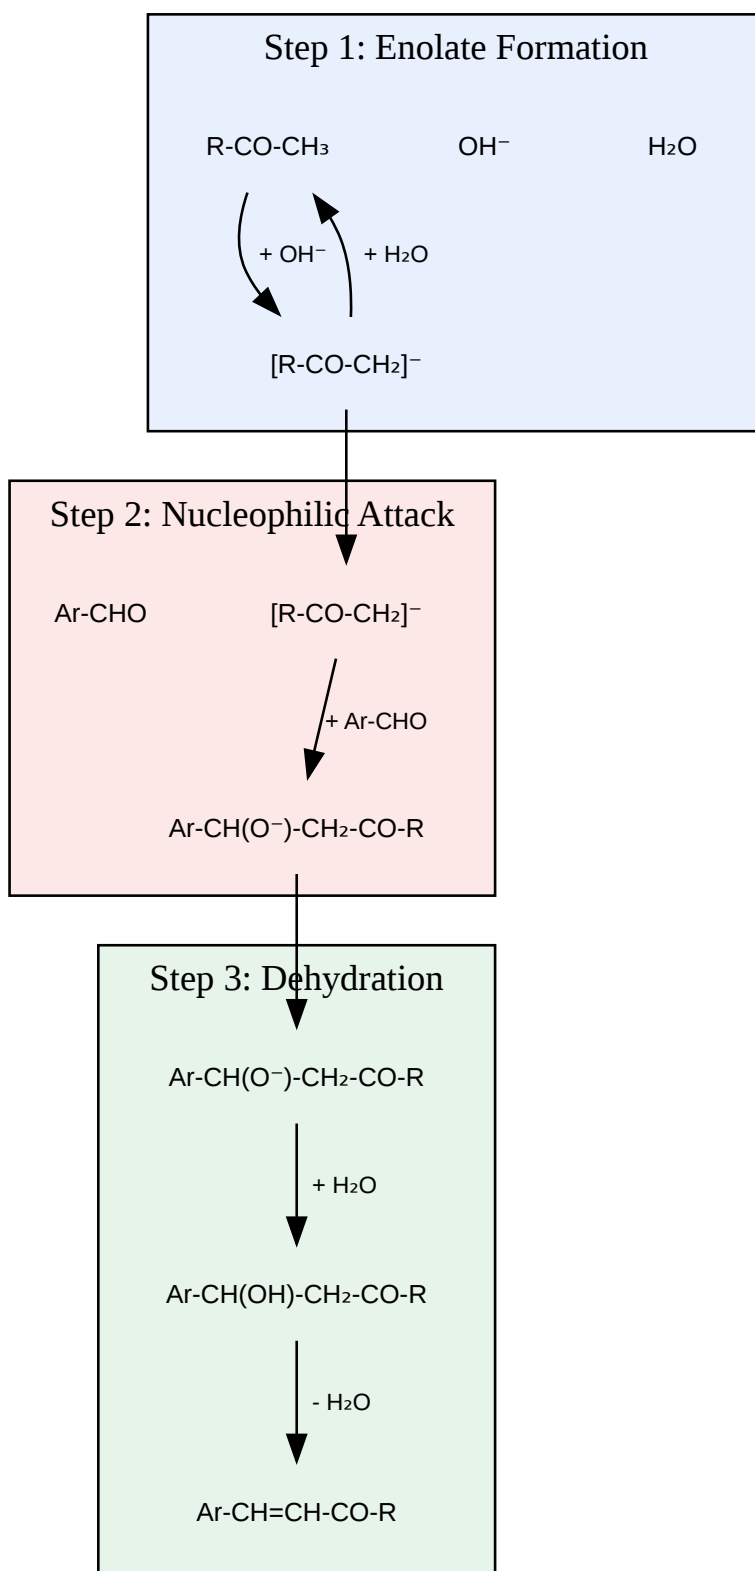 Step 1: Enolate Formation
R-CO-CH₃ OH⁻ H₂O
+ OH⁻ + H₂O
[R-CO-CH₂]⁻
Step 2: Nucleophilic Attack
Ar-CHO [R-CO-CH₂]⁻
+ Ar-CHO
Ar-CH(O⁻)-CH₂-CO-R
Step 3: Dehydration
Ar-CH(O⁻)-CH₂-CO-R
+ H₂O
Ar-CH(OH)-CH₂-CO-R
- H₂O
Ar-CH=CH-CO-R